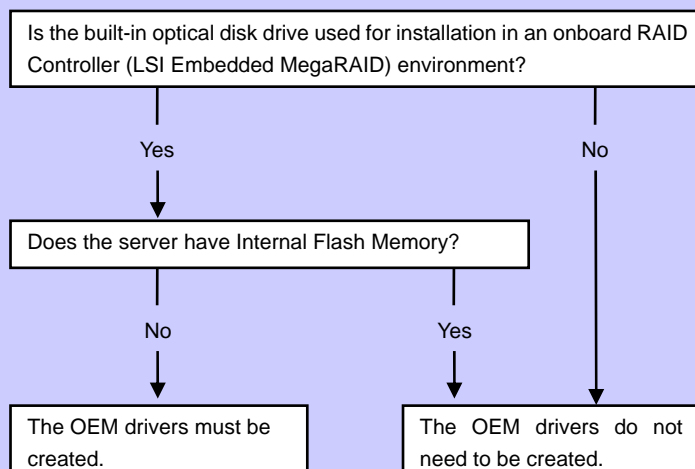 Is the built-in optical disk drive used for installation in an onboard RAID
Controller (LSI Embedded MegaRAID) environment?
Yes
No
Does the server have Internal Flash Memory?
No
Yes
The OEM drivers must be
created.
The OEM drivers do not
need to be created.